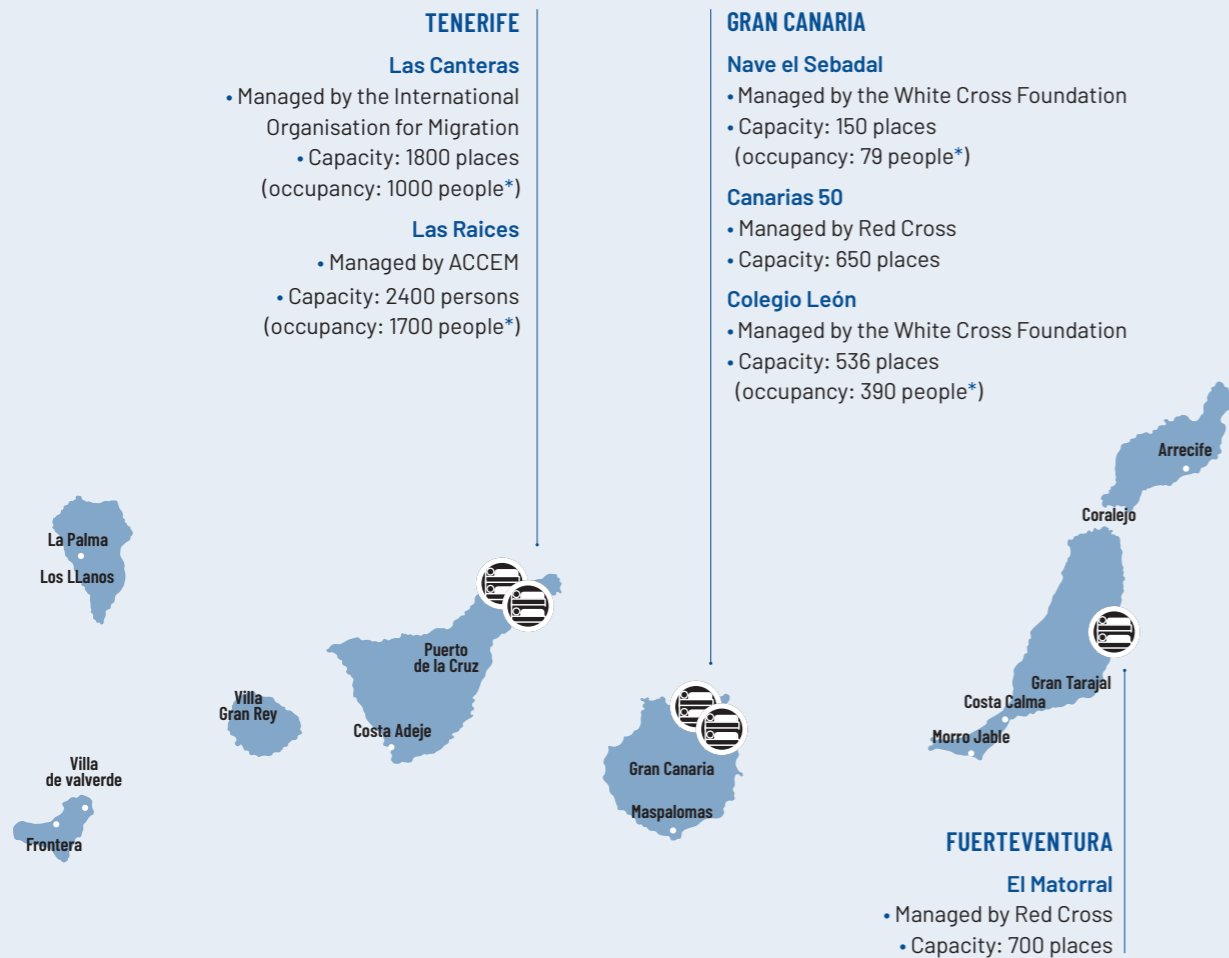 TENERIFE
Las Canteras
• Managed by the International
Organisation for Migration
• Capacity: 1800 places
(occupancy: 1000 people*)
Las Raices
• Managed by ACCEM
• Capacity: 2400 persons
(occupancy: 1700 people*)
GRAN CANARIA
Nave el Sebadal
• Managed by the White Cross Foundation
• Capacity: 150 places
(occupancy: 79 people*)
Canarias 50
• Managed by Red Cross
• Capacity: 650 places
Colegio León
• Managed by the White Cross Foundation
• Capacity: 536 places
(occupancy: 390 people*)
Arrecife
Coralejo
La Palma
Los LLanos
Puerto
de la Cruz
Villa
Gran Rey
Costa Adeje
Gran Tarajal
Costa Calma
Morro Jable
Gran Canaria
Maspalomas
Villa
de valverde
Frontera
FUERTEVENTURA
El Matorral
• Managed by Red Cross
• Capacity: 700 places